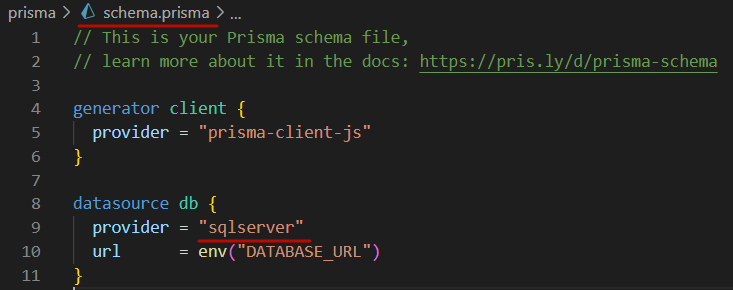 prisma > schema.prisma > ...
1 // This is your Prisma schema file,
2 // learn more about it in the docs: https://pris.ly/d/prisma-schema
3
4 generator client {
5 provider = "prisma-client-js"
6 }
7
8 datasource db {
9 provider = "sqlserver"
10 url      = env("DATABASE_URL")
11 }